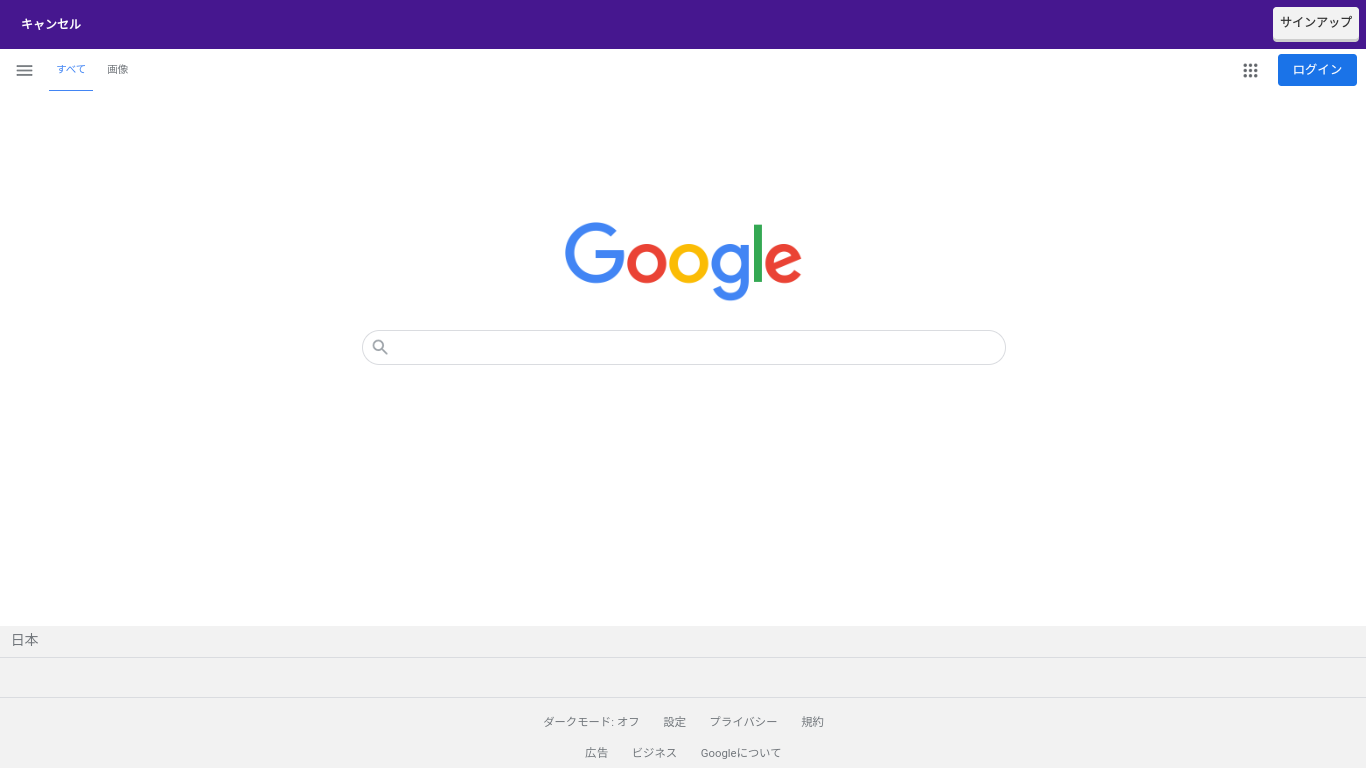 キャンセル サインアップ
すべて 画像 ログイン
Google
日本
ダークモード: オフ 設定 プライバシー 規約
広告 ビジネス Googleについて